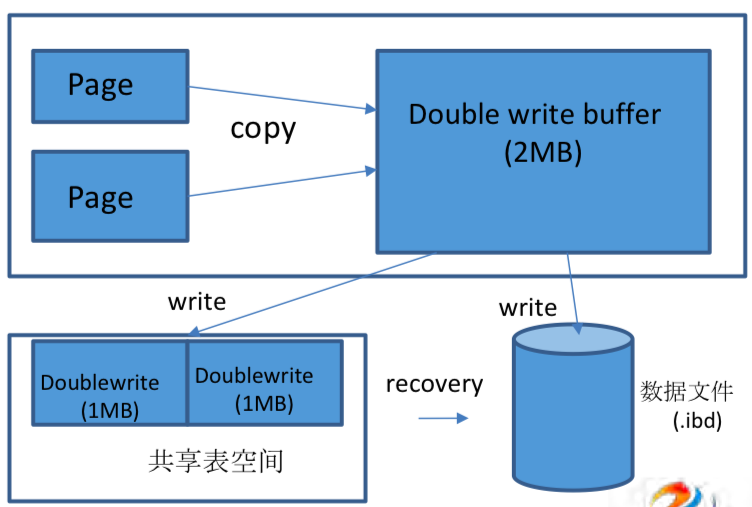 Page
copy
Page
Double write buffer
(2MB)
write
write
Doublewrite
(1MB)
Doublewrite
(1MB)
共享表空间
recovery
数据文件
(.ibd)